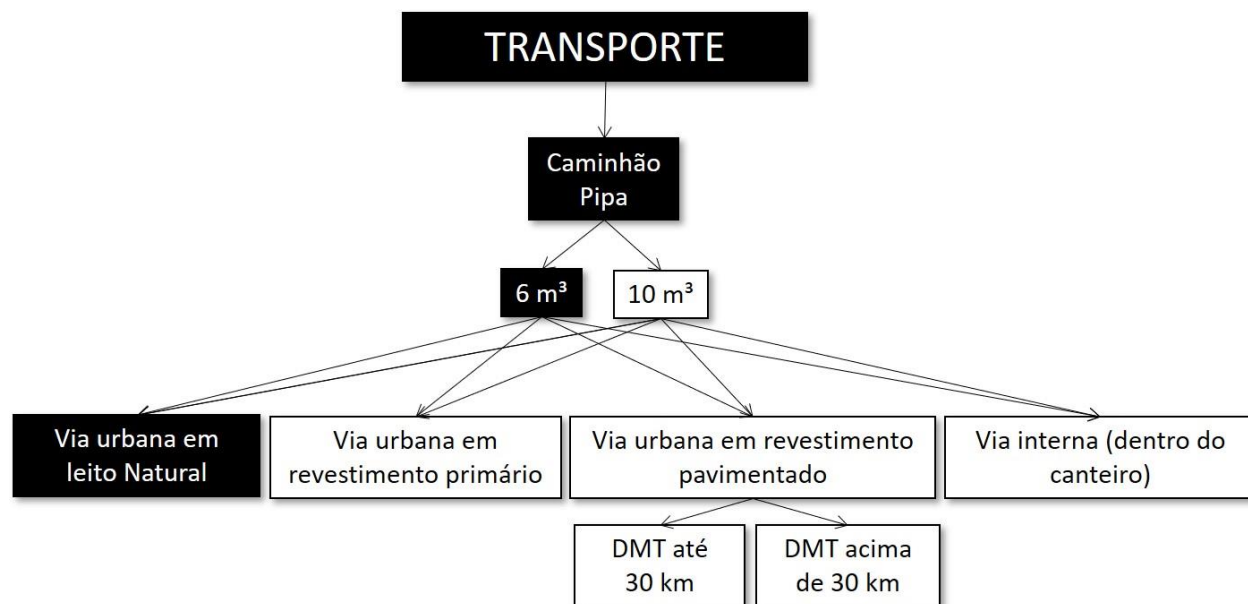 TRANSPORTE
Caminhão
Pipa
6 m³
10 m³
Via urbana em
leito Natural
Via urbana em
revestimento primário
Via urbana em revestimento
pavimentado
Via interna (dentro do
canteiro)
DMT até
30 km
DMT acima
de 30 km